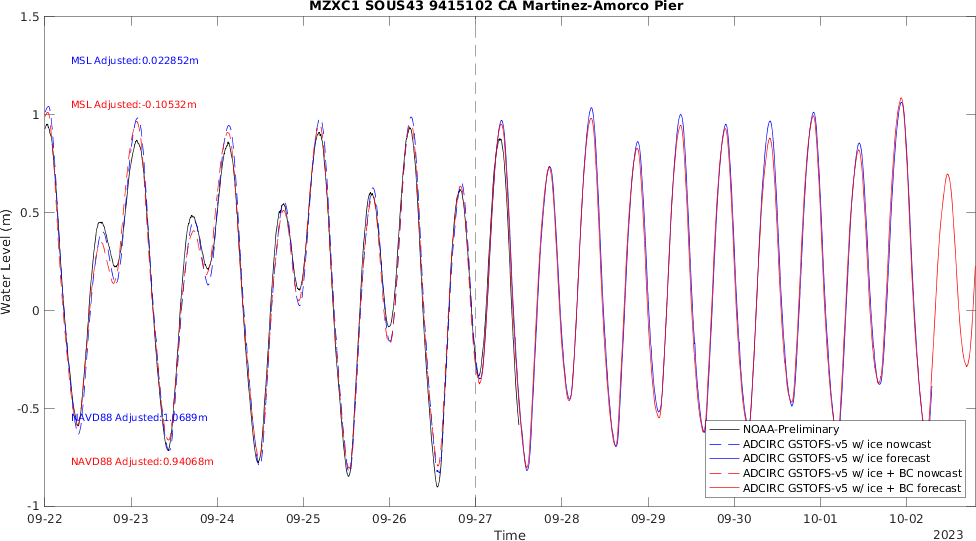 MZXC1 SOUS43 9415102 CA Martinez-Amorco Pier
1.5
1
0.5
0
-0.5
-1
Water Level (m)
MSL Adjusted:0.022852m
MSL Adjusted:-0.10532m
NAVD88 Adjusted:1.0689m
NAVD88 Adjusted:0.94068m
NOAA-Preliminary
ADCIRC GSTOFS-v5 w/ ice nowcast
ADCIRC GSTOFS-v5 w/ ice forecast
ADCIRC GSTOFS-v5 w/ ice + BC nowcast
ADCIRC GSTOFS-v5 w/ ice + BC forecast
09-22 09-23 09-24 09-25 09-26 09-27 09-28 09-29 09-30 10-01 10-02
Time
2023